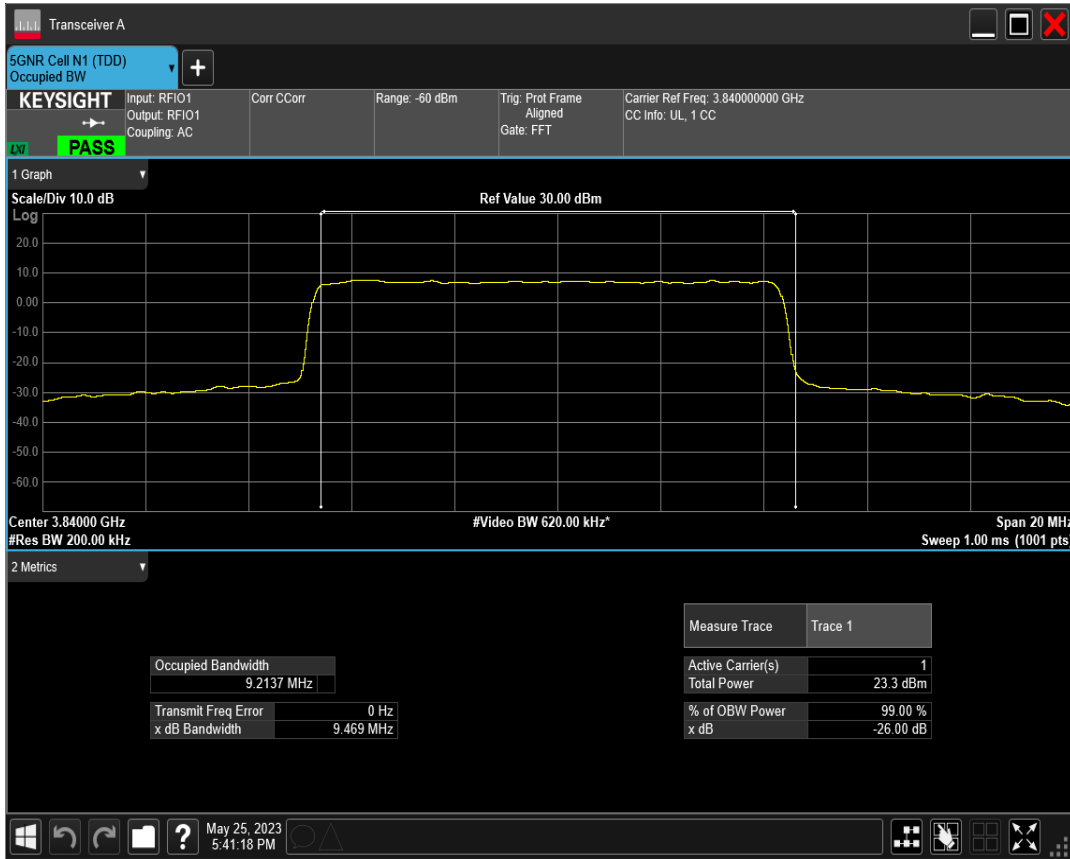 Transceiver A
5GNR Cell N1 (TDD)
Occupied BW
+
KEYSIGHT
LXI
PASS
Input: RFIO1
Output: RFIO1
Coupling: AC
Corr CCorr
Range: -60 dBm
Trig: Prot Frame
Aligned
Gate: FFT
Carrier Ref Freq: 3.840000000 GHz
CC Info: UL, 1 CC
1 Graph
Scale/Div 10.0 dB
Ref Value 30.00 dBm
Log
20.0
10.0
0.00
-10.0
-20.0
-30.0
-40.0
-50.0
-60.0
Center 3.84000 GHz
#Video BW 620.00 kHz*
Span 20 MHz
#Res BW 200.00 kHz
Sweep 1.00 ms (1001 pts)
2 Metrics
Measure Trace Trace 1
Occupied Bandwidth
9.2137 MHz
Active Carrier(s) 1
Total Power 23.3 dBm
Transmit Freq Error 0 Hz
x dB Bandwidth 9.469 MHz
% of OBW Power 99.00 %
x dB -26.00 dB
?
May 25, 2023
5:41:18 PM